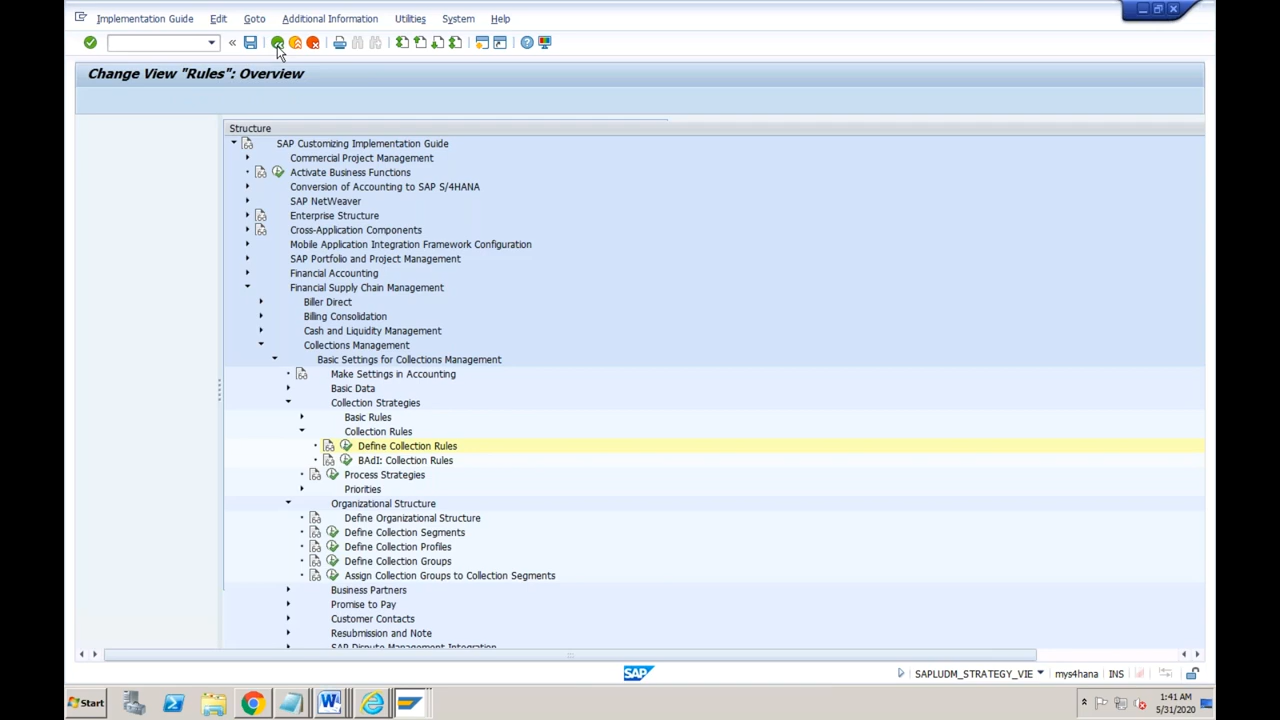 Implementation Guide Edit Goto Additional Information Utilities System Help
Change View "Rules": Overview
Structure
SAP Customizing Implementation Guide
Commercial Project Management
Activate Business Functions
Conversion of Accounting to SAP S/4HANA
SAP NetWeaver
Enterprise Structure
Cross-Application Components
Mobile Application Integration Framework Configuration
SAP Portfolio and Project Management
Financial Accounting
Financial Supply Chain Management
Biller Direct
Billing Consolidation
Cash and Liquidity Management
Collections Management
Basic Settings for Collections Management
Make Settings in Accounting
Basic Data
Collection Strategies
Basic Rules
Collection Rules
Define Collection Rules
BAdI: Collection Rules
Process Strategies
Priorities
Organizational Structure
Define Organizational Structure
Define Collection Segments
Define Collection Profiles
Define Collection Groups
Assign Collection Groups to Collection Segments
Business Partners
Promise to Pay
Customer Contacts
Resubmission and Note
SAP Dispute Management Integration
SAP SAPLUDM_STRATEGY_VIE mys4hana INS
Start 1:41 AM
5/31/2020